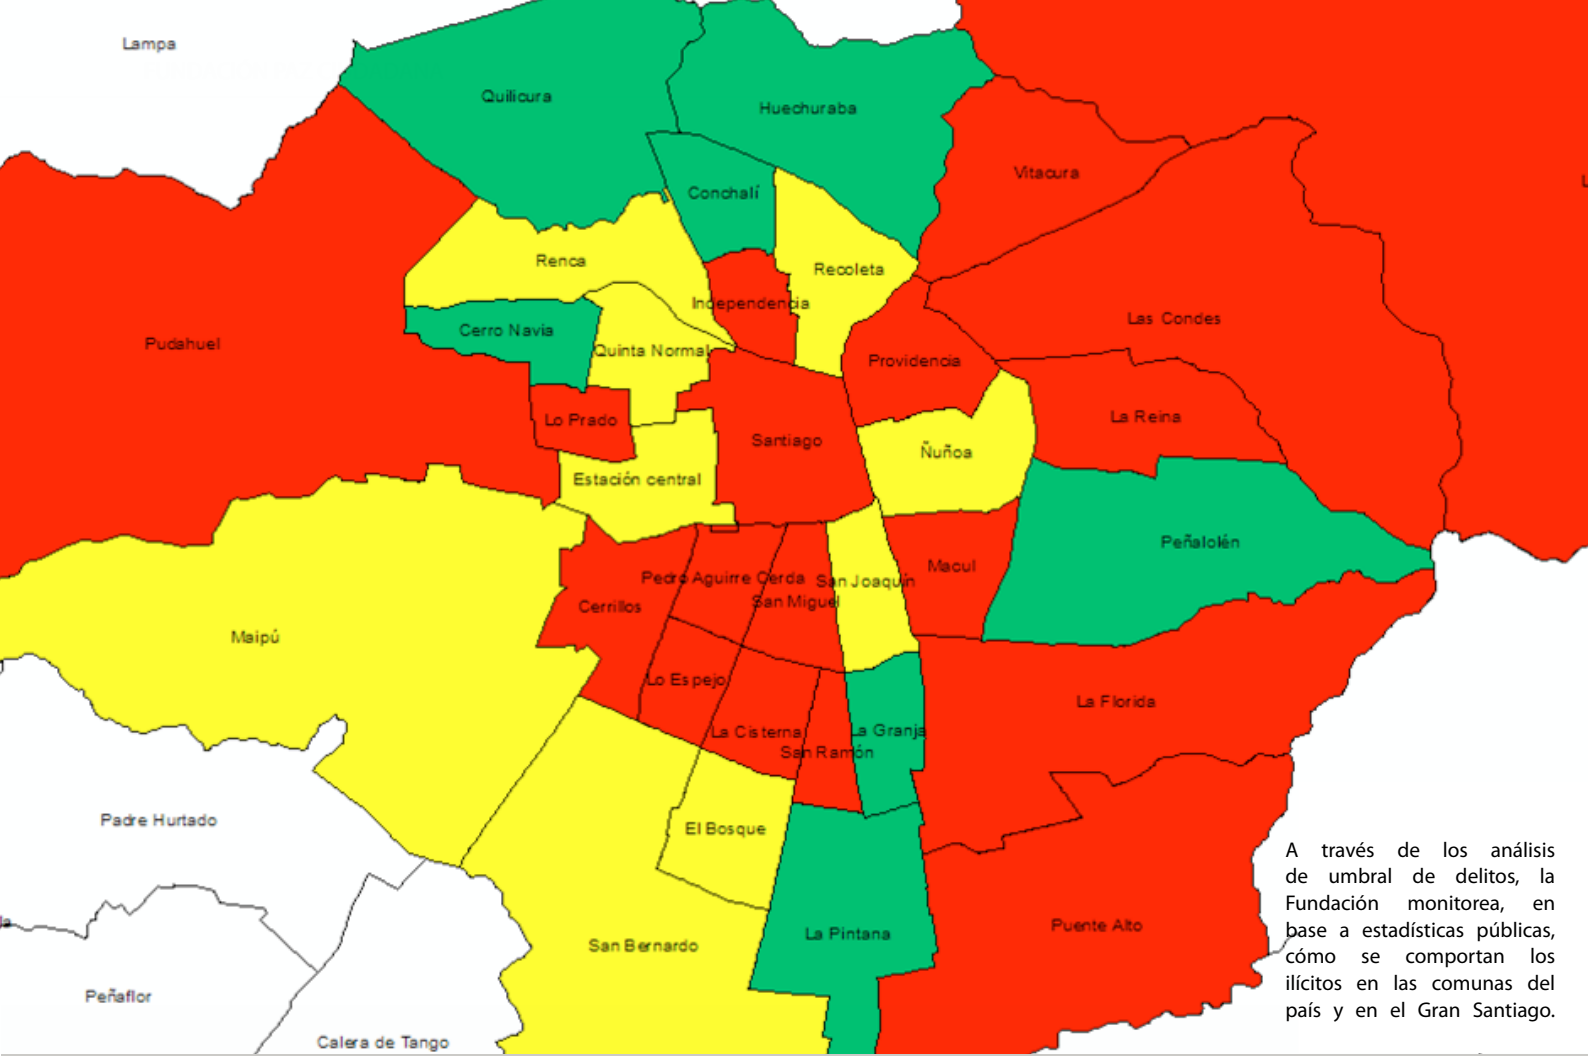 Lampa
Quilicura
Huechuraba
Vitacura
Conchalí
Renca
Recoleta
Independencia
Las Condes
Cerro Navia
Pudahuel
Quinta Normal
Providencia
Lo Prado
La Reina
Santiago
Ñuñoa
Estación central
Peñalolén
Macul
Pedro Aguirre Cerda
San Joaquín
San Miguel
Cerrillos
Maipú
Lo Espejo
La Florida
La Cisterna
La Granja
San Ramón
Padre Hurtado
El Bosque
Puente Alto
La Pintana
San Bernardo
Peñaflor
Calera de Tango
A través de los análisis
de umbral de delitos, la
Fundación monitorea, en
base a estadísticas públicas,
cómo se comportan los
ilícitos en las comunas del
país y en el Gran Santiago.